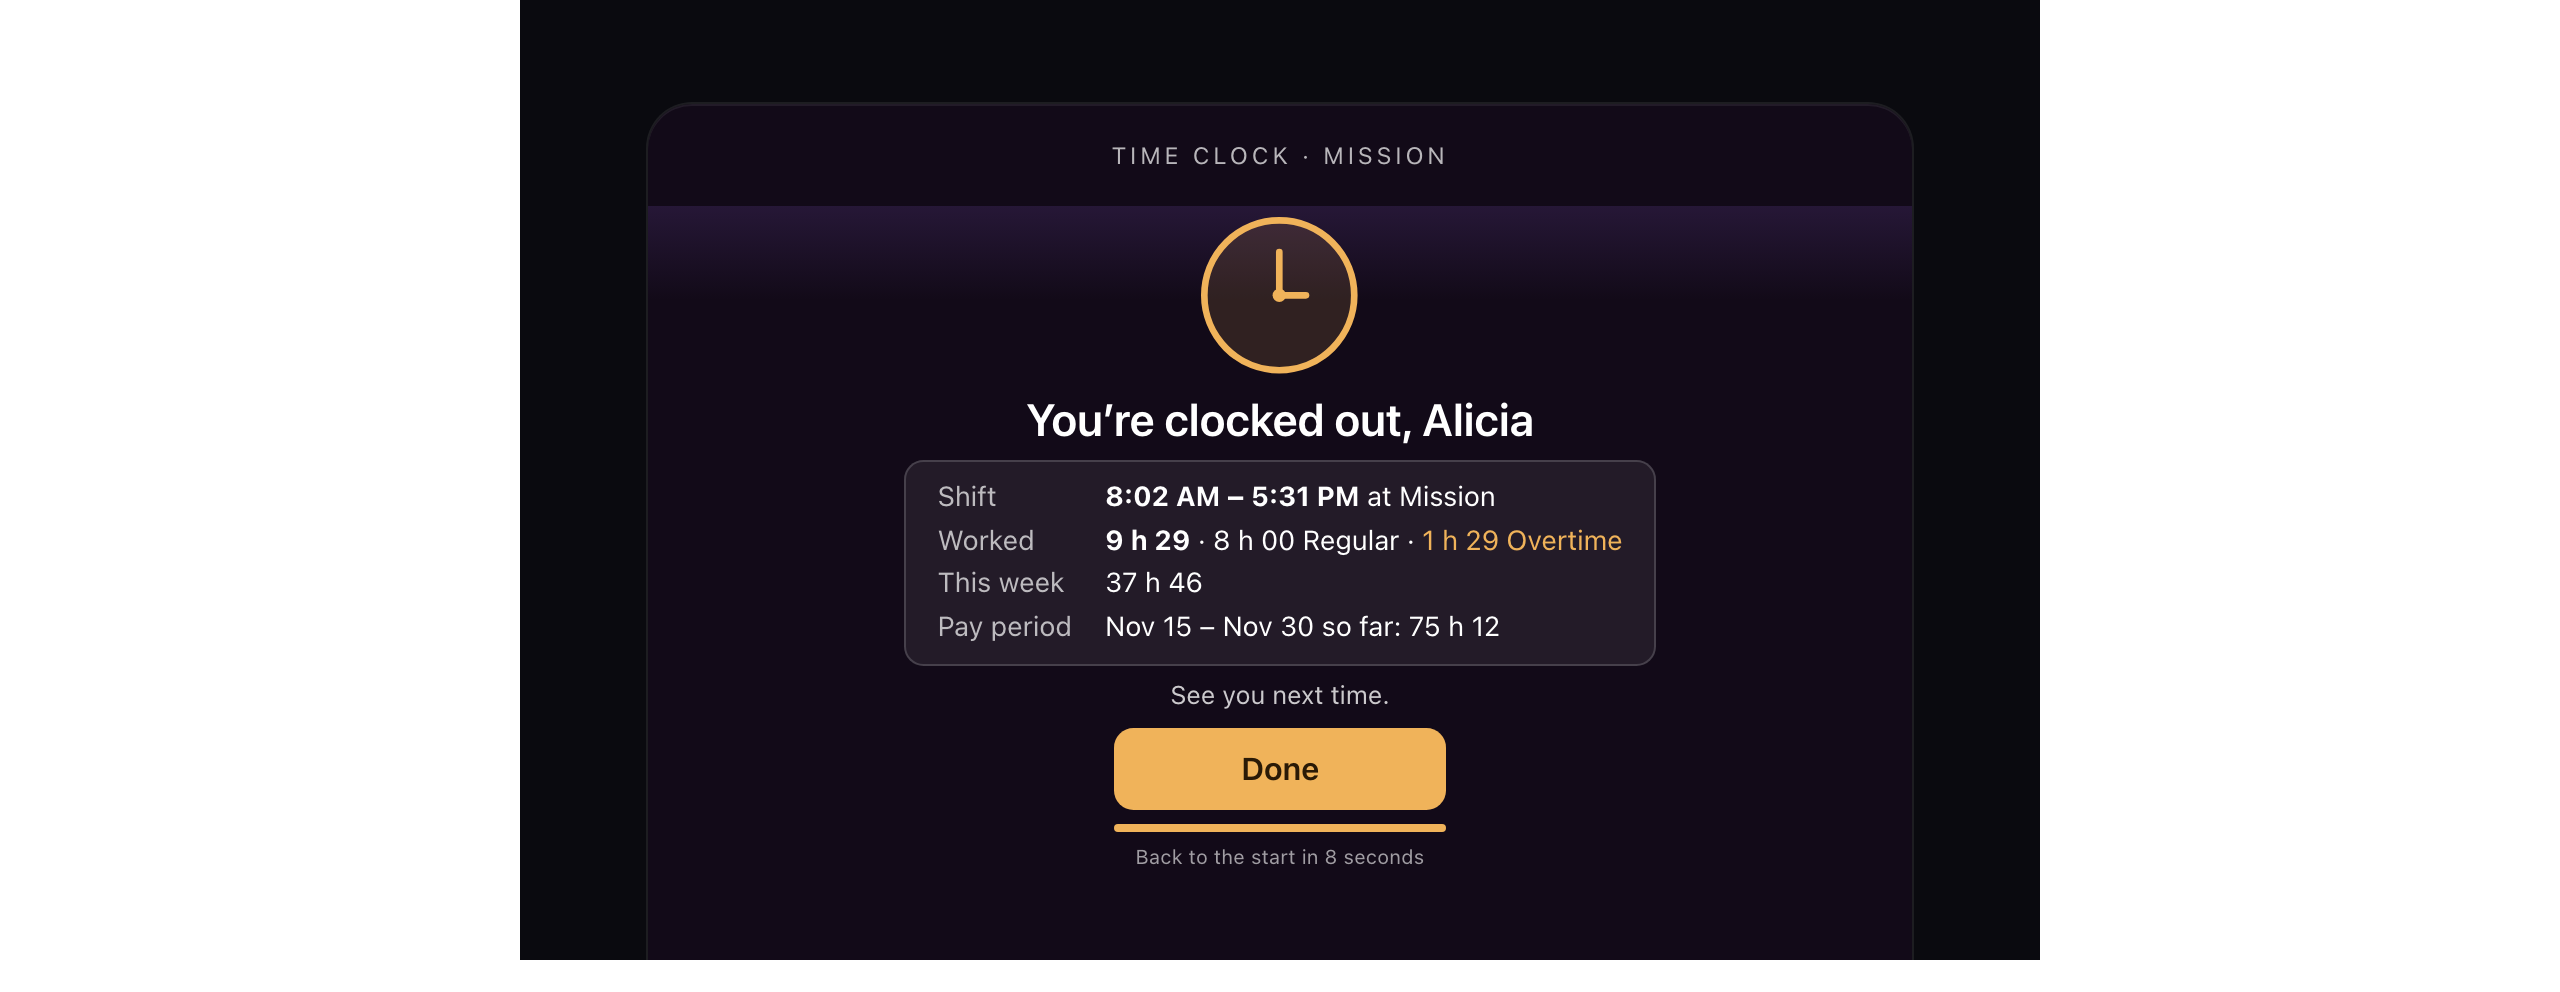 TIME CLOCK · MISSION
You’re clocked out, Alicia
Shift 8:02 AM – 5:31 PM at Mission
Worked 9 h 29 · 8 h 00 Regular · 1 h 29 Overtime
This week 37 h 46
Pay period Nov 15 – Nov 30 so far: 75 h 12
See you next time.
Done
Back to the start in 8 seconds